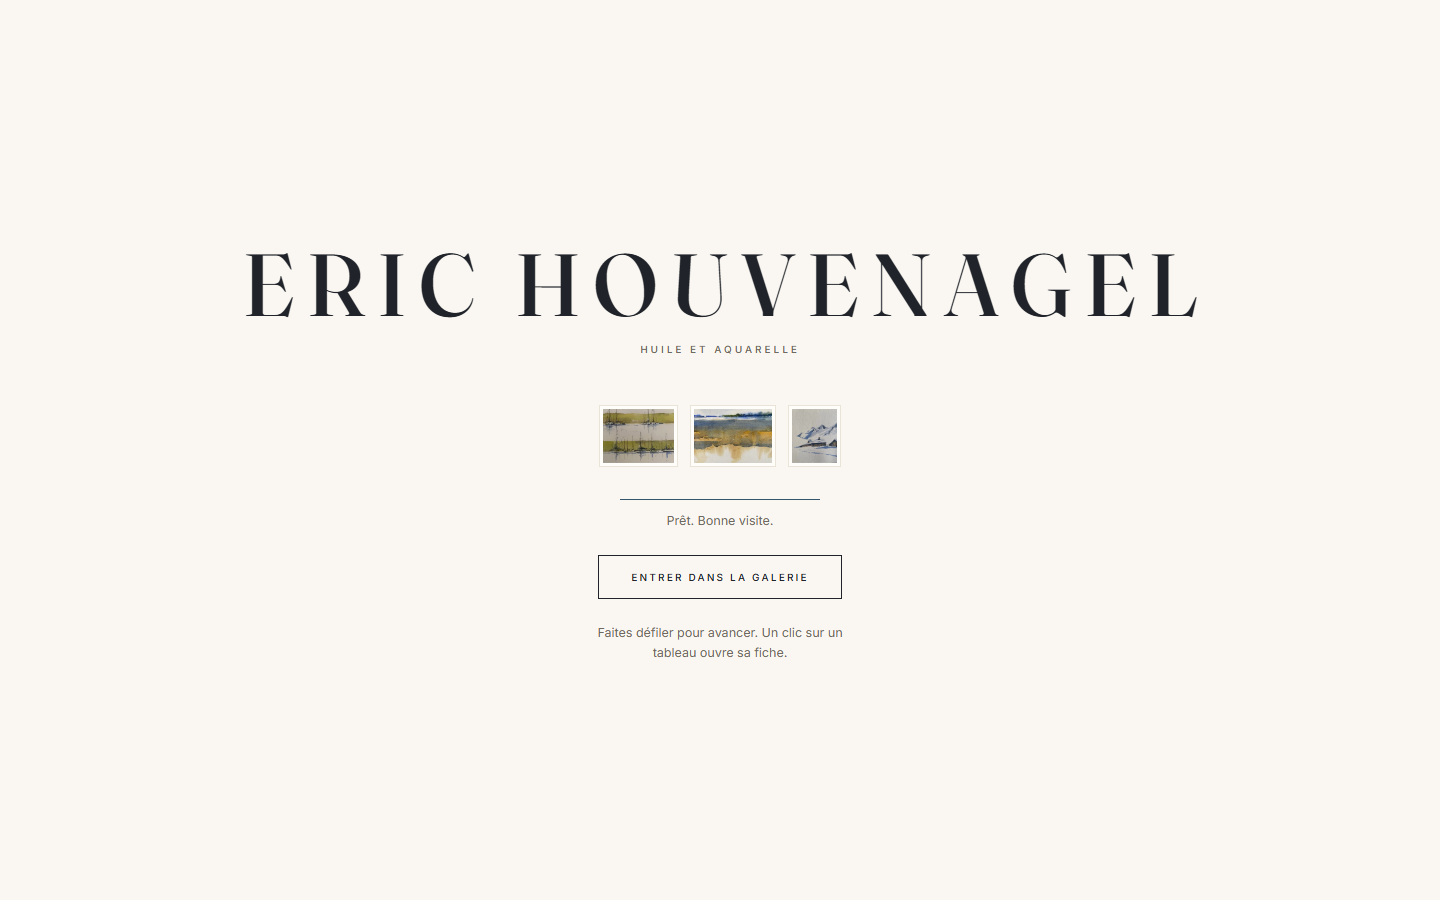 ERIC HOUVENAGEL
HUILE ET AQUARELLE
Prêt. Bonne visite.
ENTRER DANS LA GALERIE
Faites défiler pour avancer. Un clic sur un
tableau ouvre sa fiche.